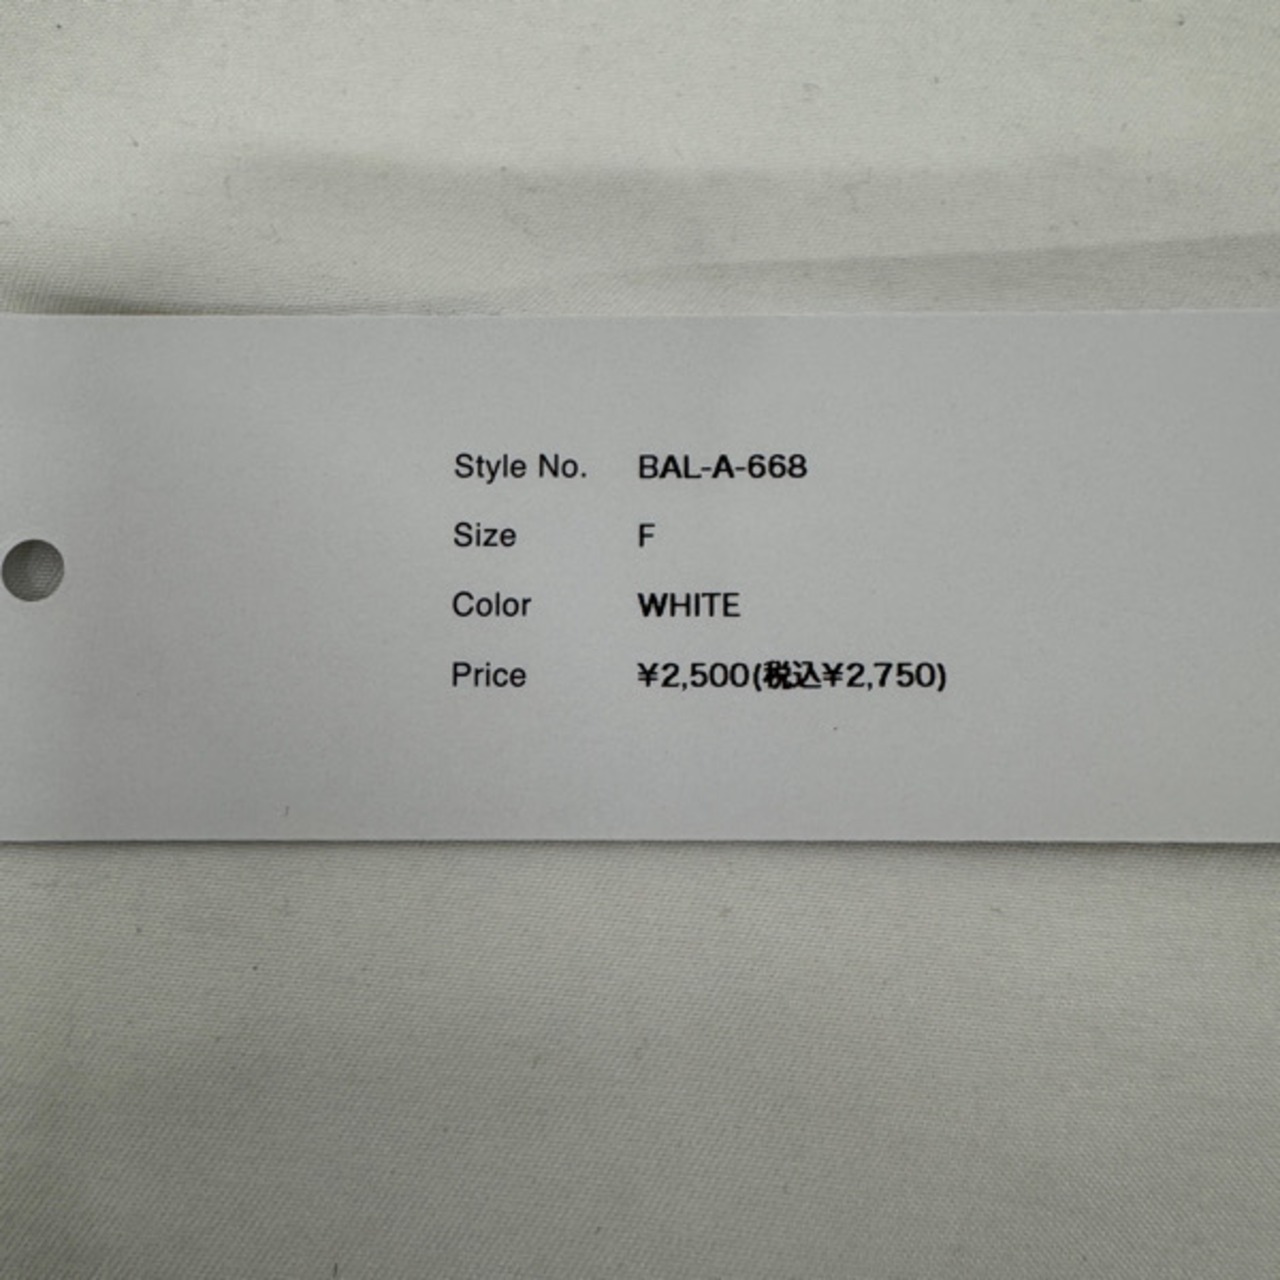 Style No. BAL-A-668
Size F
Color WHITE
Price ¥2,500(税込¥2,750)